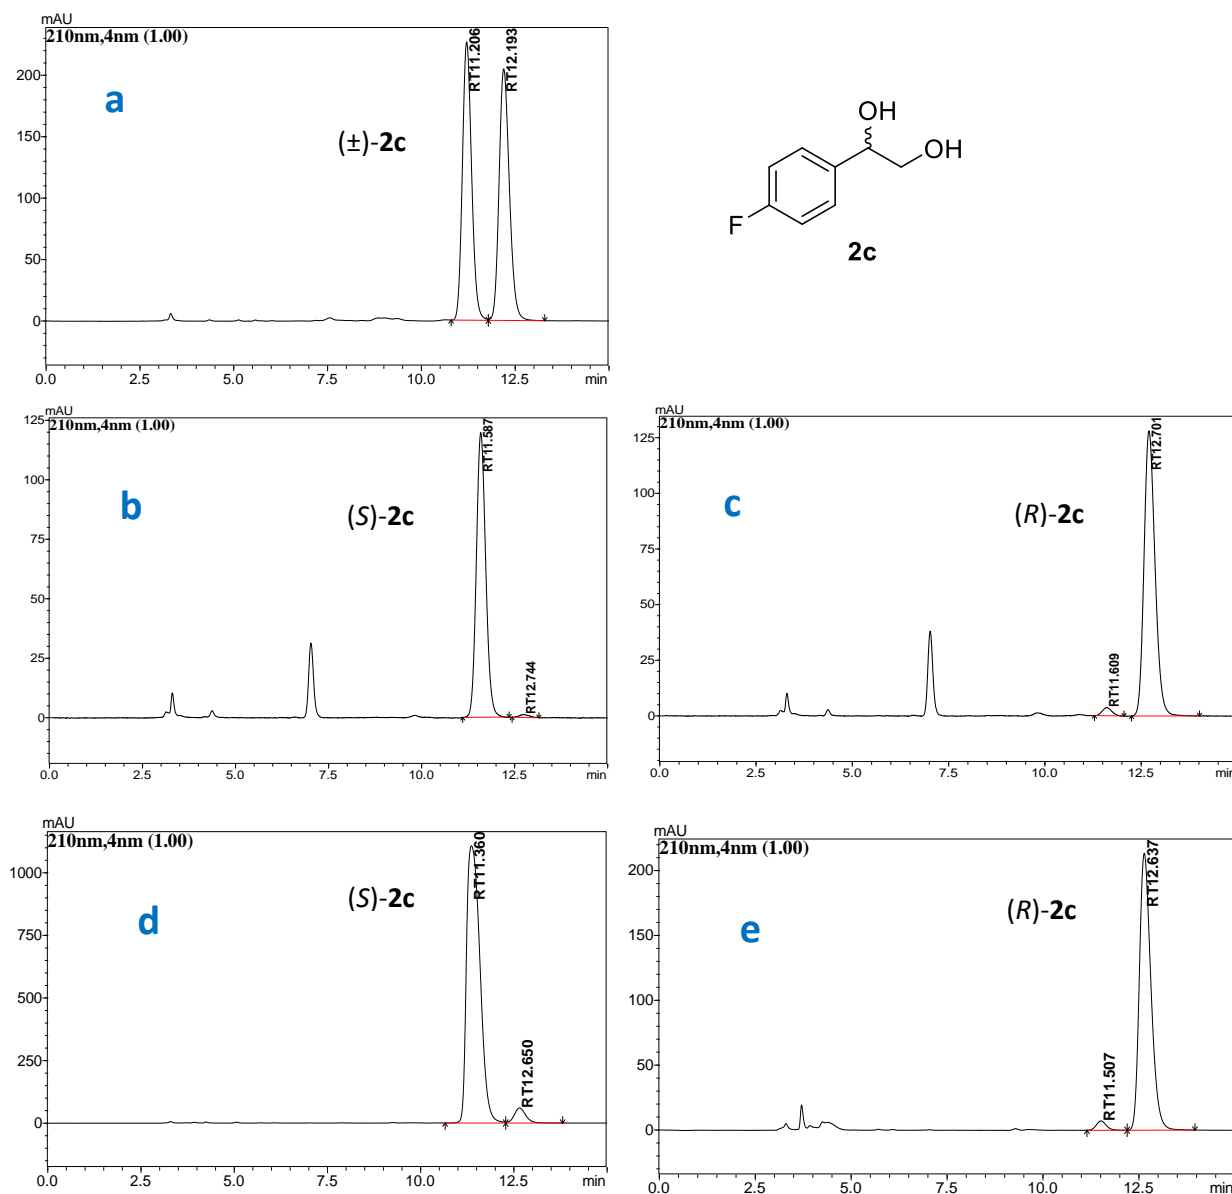 mAU
210nm,4nm (1.00)
RT11.206
RT12.193
a
(±)-2c
200
150
100
50
0
0.0 2.5 5.0 7.5 10.0 12.5 min
OH
OH
F
2c
mAU
210nm,4nm (1.00)
RT11.587
RT12.744
b
(S)-2c
125
100
75
50
25
0
0.0 2.5 5.0 7.5 10.0 12.5 min
mAU
210nm,4nm (1.00)
RT11.609
RT12.701
c
(R)-2c
125
100
75
50
25
0
0.0 2.5 5.0 7.5 10.0 12.5 min
mAU
210nm,4nm (1.00)
RT11.360
RT12.650
d
(S)-2c
1000
750
500
250
0
0.0 2.5 5.0 7.5 10.0 12.5 min
mAU
210nm,4nm (1.00)
RT11.507
RT12.637
e
(R)-2c
200
150
100
50
0
0.0 2.5 5.0 7.5 10.0 12.5 min